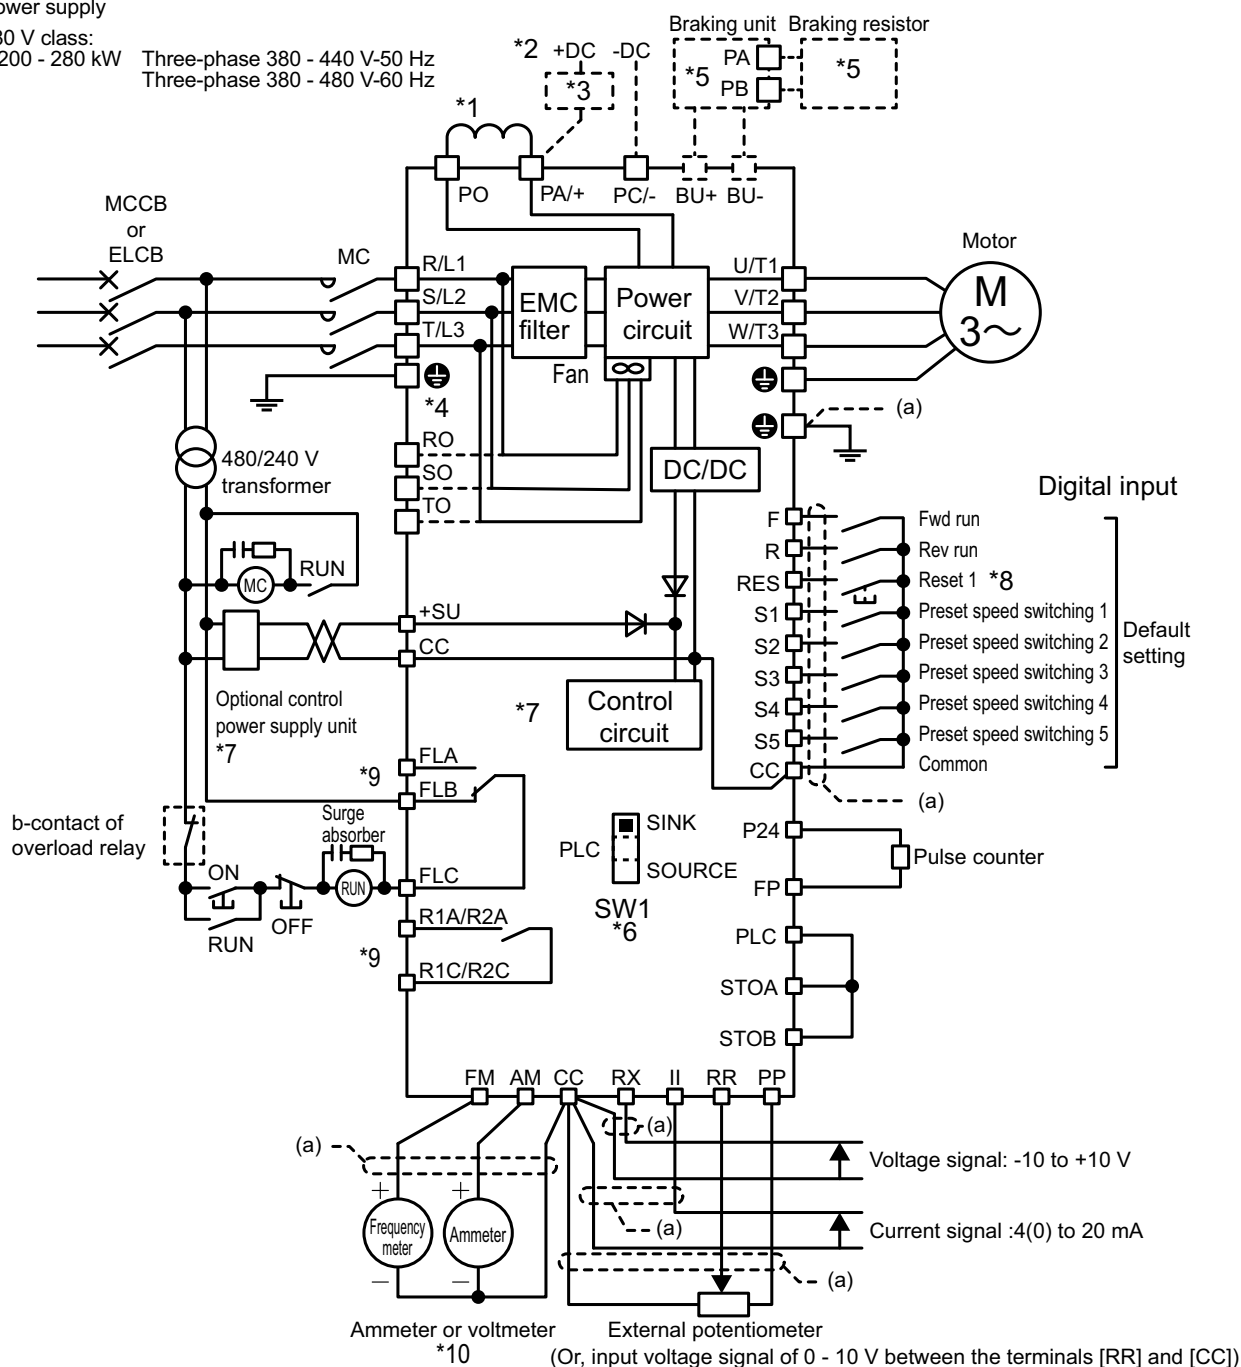 ower supply
Braking unit
Braking resistor
30 V class:
200 - 280 kW
Three-phase 380 - 440 V-50 Hz
Three-phase 380 - 480 V-60 Hz
*2
+DC
-DC
*3
*5
PA
PB
*5
*1
PO
PA/+
PC/-
BU+
BU-
MCCB
or
ELCB
MC
R/L1
S/L2
T/L3
EMC
filter
Power
circuit
U/T1
V/T2
W/T3
Motor
M
3～
Fan
*4
RO
SO
TO
(a)
480/240 V
transformer
DC/DC
Digital input
F
Fwd run
R
Rev run
RES
Reset 1 *8
S1
Preset speed switching 1
S2
Preset speed switching 2
S3
Preset speed switching 3
S4
Preset speed switching 4
S5
Preset speed switching 5
CC
Common
Default
setting
(a)
MC
RUN
+SU
CC
Optional control
power supply unit
*7
*7
Control
circuit
*9
FLA
FLB
FLC
b-contact of
overload relay
Surge
absorber
ON
RUN
OFF
RUN
PLC
SINK
SOURCE
SW1
*6
P24
FP
Pulse counter
*9
R1A/R2A
R1C/R2C
PLC
STOA
STOB
FM
AM
CC
RX
II
RR
PP
(a)
(a)
Voltage signal: -10 to +10 V
(a)
Current signal :4(0) to 20 mA
(a)
+
+
Frequency
meter
Ammeter
−
−
Ammeter or voltmeter
*10
External potentiometer
(Or, input voltage signal of 0 - 10 V between the terminals [RR] and [CC])